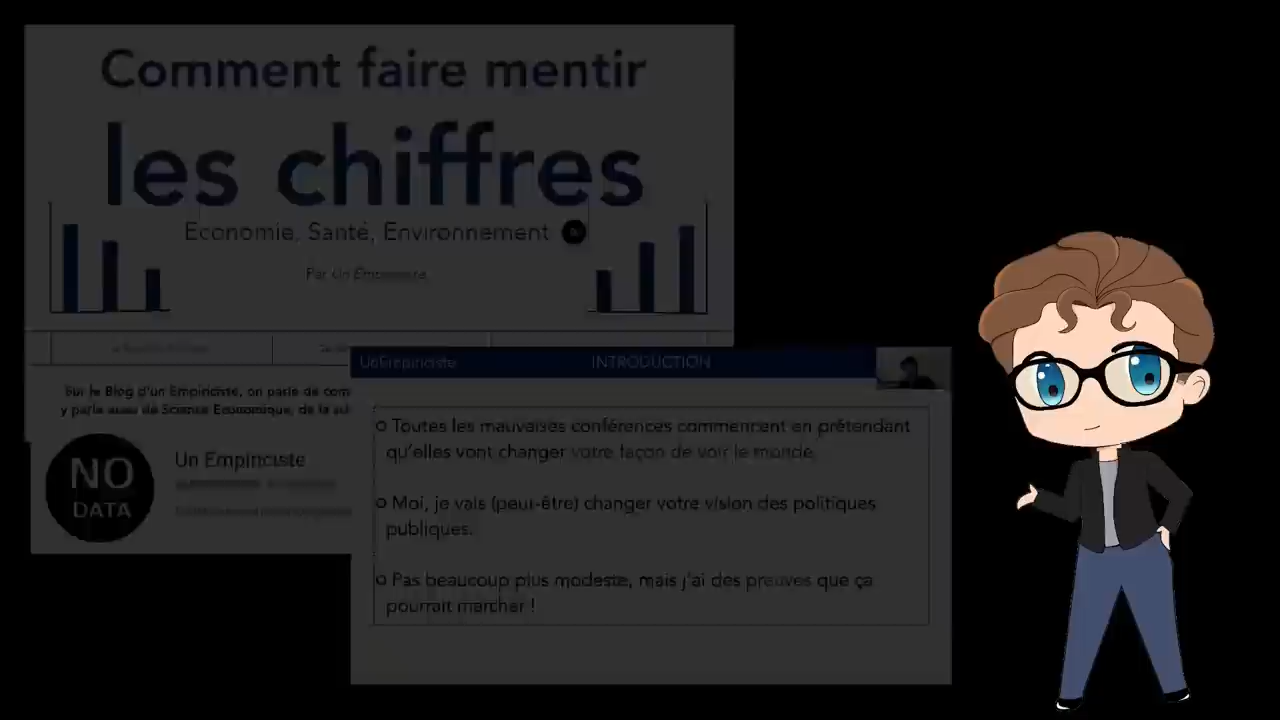 Comment faire mentir
les chiffres
Economie, Santé, Environnement
Par Un Empiriciste
Sur le Blog d'un Empiriciste, on parle de com
y parle aussi de Science Economique, de la
NO
DATA
Un Empiriciste
UnEmpiriciste
INTRODUCTION
o Toutes les mauvaises conférences commencent en prétendant
qu'elles vont changer votre façon de voir le monde.
o Moi, je vais (peur-être) changer votre vision des politiques
publiques.
o Pas beaucoup plus modeste, mais j'ai des preuves que ça
pourrait marcher !